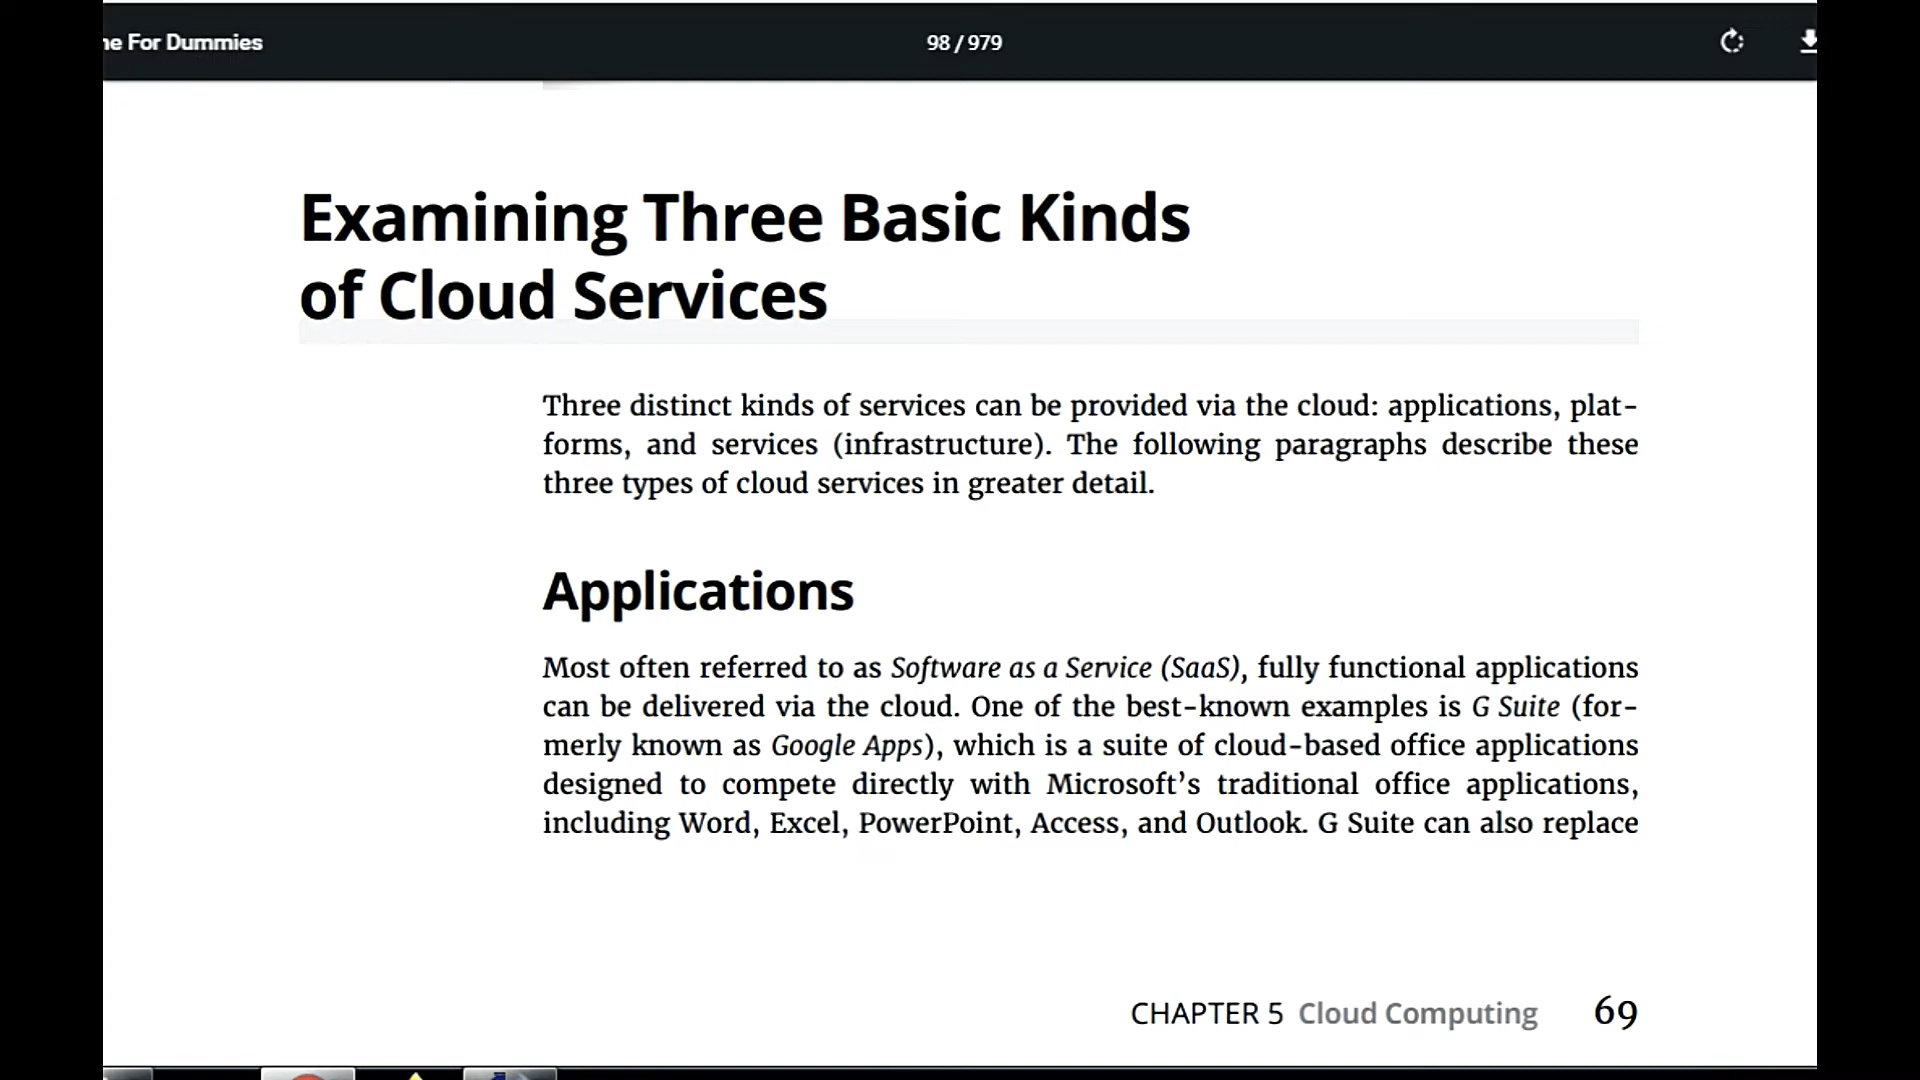 For Dummies
98 / 979
Examining Three Basic Kinds
of Cloud Services
Three distinct kinds of services can be provided via the cloud: applications, plat-
forms, and services (infrastructure). The following paragraphs describe these
three types of cloud services in greater detail.
Applications
Most often referred to as Software as a Service (SaaS), fully functional applications
can be delivered via the cloud. One of the best-known examples is G Suite (for-
merly known as Google Apps), which is a suite of cloud-based office applications
designed to compete directly with Microsoft’s traditional office applications,
including Word, Excel, PowerPoint, Access, and Outlook. G Suite can also replace
CHAPTER 5 Cloud Computing 69